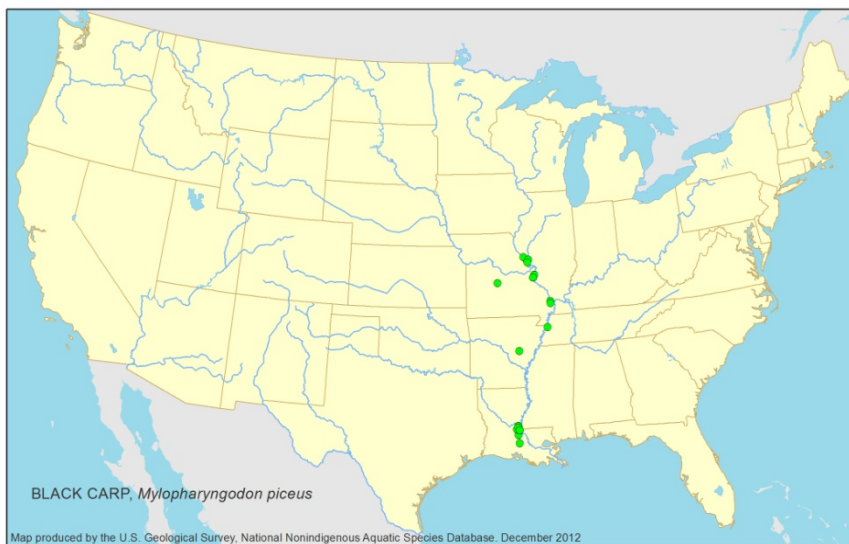 BLACK CARP, Mylopharyngodon piceus
Map produced by the U.S. Geological Survey, National Nonindigenous Aquatic Species Database. December 2012